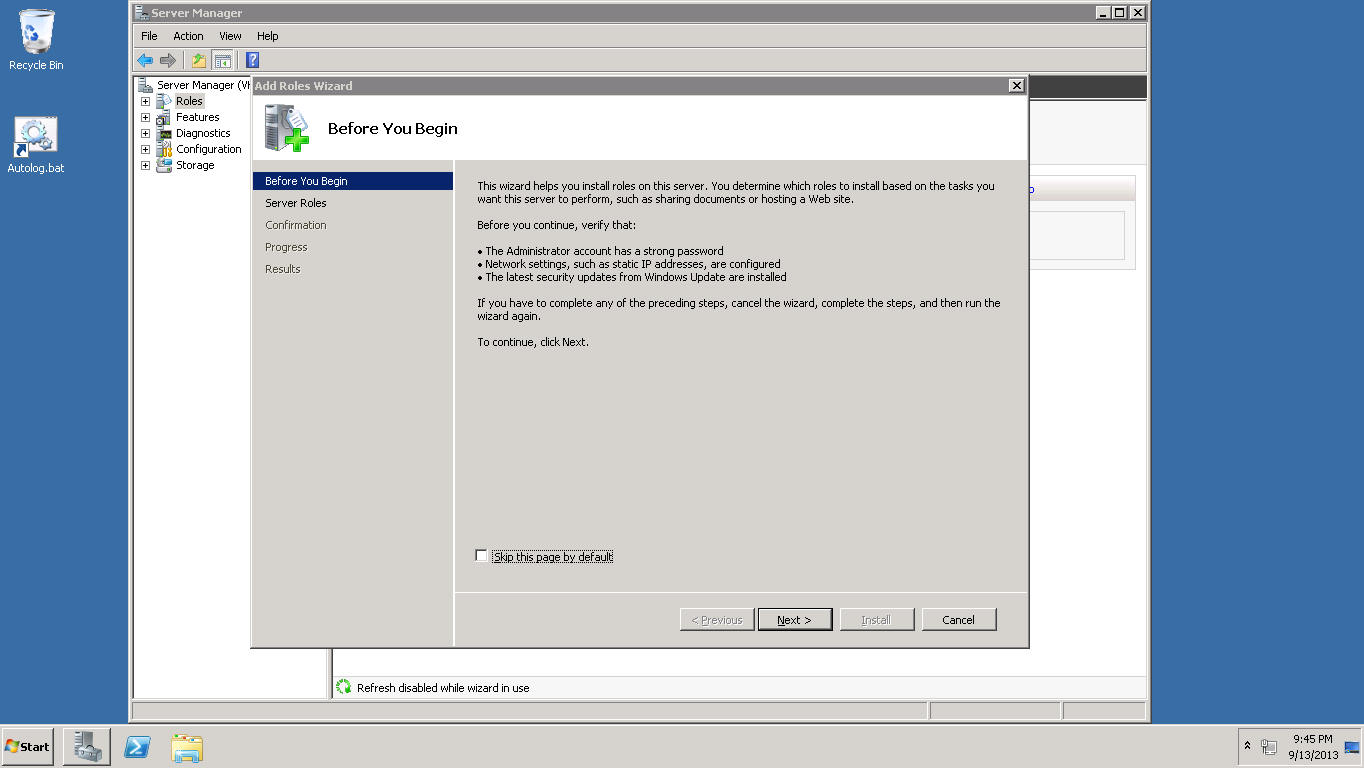 Recycle Bin
Autolog.bat
Server Manager
File Action View Help
Server Manager (V
Roles
Features
Diagnostics
Configuration
Storage
Add Roles Wizard
Before You Begin
Before You Begin
Server Roles
Confirmation
Progress
Results
This wizard helps you install roles on this server. You determine which roles to install based on the tasks you
want this server to perform, such as sharing documents or hosting a Web site.
Before you continue, verify that:
• The Administrator account has a strong password
• Network settings, such as static IP addresses, are configured
• The latest security updates from Windows Update are installed
If you have to complete any of the preceding steps, cancel the wizard, complete the steps, and then run the
wizard again.
To continue, click Next.
Skip this page by default
< Previous Next > Install Cancel
Refresh disabled while wizard in use
Start
9:45 PM
9/13/2013